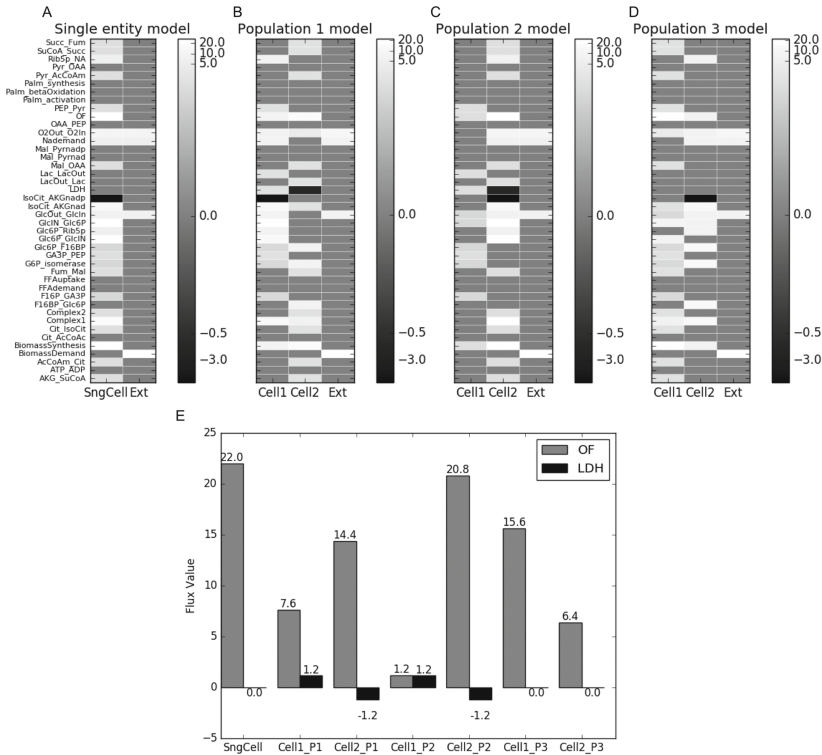 A
Single entity model
B
Population 1 model
C
Population 2 model
D
Population 3 model
Succ_Fum
SuCoA_Succ
Rib5p_NA
Pyr_OAA
Pyr_AcCoAm
Palm_synthesis
Palm_betaOxidation
Palm_activation
PEP_Pyr
OF
OAA_PEP
O2Out_O2In
Nademand
Mal_Pyrnadp
Mal_Pyrnad
Mal_OAA
Lac_LacOut
LacOut_Lac
LDH
IsoCit_AKGnadp
IsoCit_AKGnad
GlcOut_GlcIn
GlcIN_Glc6P
Glc6P_Rib5p
Glc6P_GlcIN
Glc6P_F16BP
GA3P_PEP
G6P_isomerase
Fum_Mal
FFAuptake
FFAdemand
F16P_GA3P
F16BP_Glc6P
Complex2
Complex1
Cit_IsoCit
Cit_AcCoAc
BiomassSynthesis
BiomassDemand
AcCoAm_Cit
ATP_ADP
AKG_SuCoA
SngCell Ext
20.0
10.0
5.0
0.0
−0.5
−3.0
Cell1 Cell2 Ext
20.0
10.0
5.0
0.0
−0.5
−3.0
Cell1 Cell2 Ext
20.0
10.0
5.0
0.0
−0.5
−3.0
Cell1 Cell2 Ext
20.0
10.0
5.0
0.0
−0.5
−3.0
E
Flux Value
25
20
15
10
5
0
−5
OF
LDH
22.0
0.0
7.6
1.2
14.4
-1.2
1.2
1.2
20.8
-1.2
15.6
0.0
6.4
0.0
SngCell
Cell1_P1
Cell2_P1
Cell1_P2
Cell2_P2
Cell1_P3
Cell2_P3